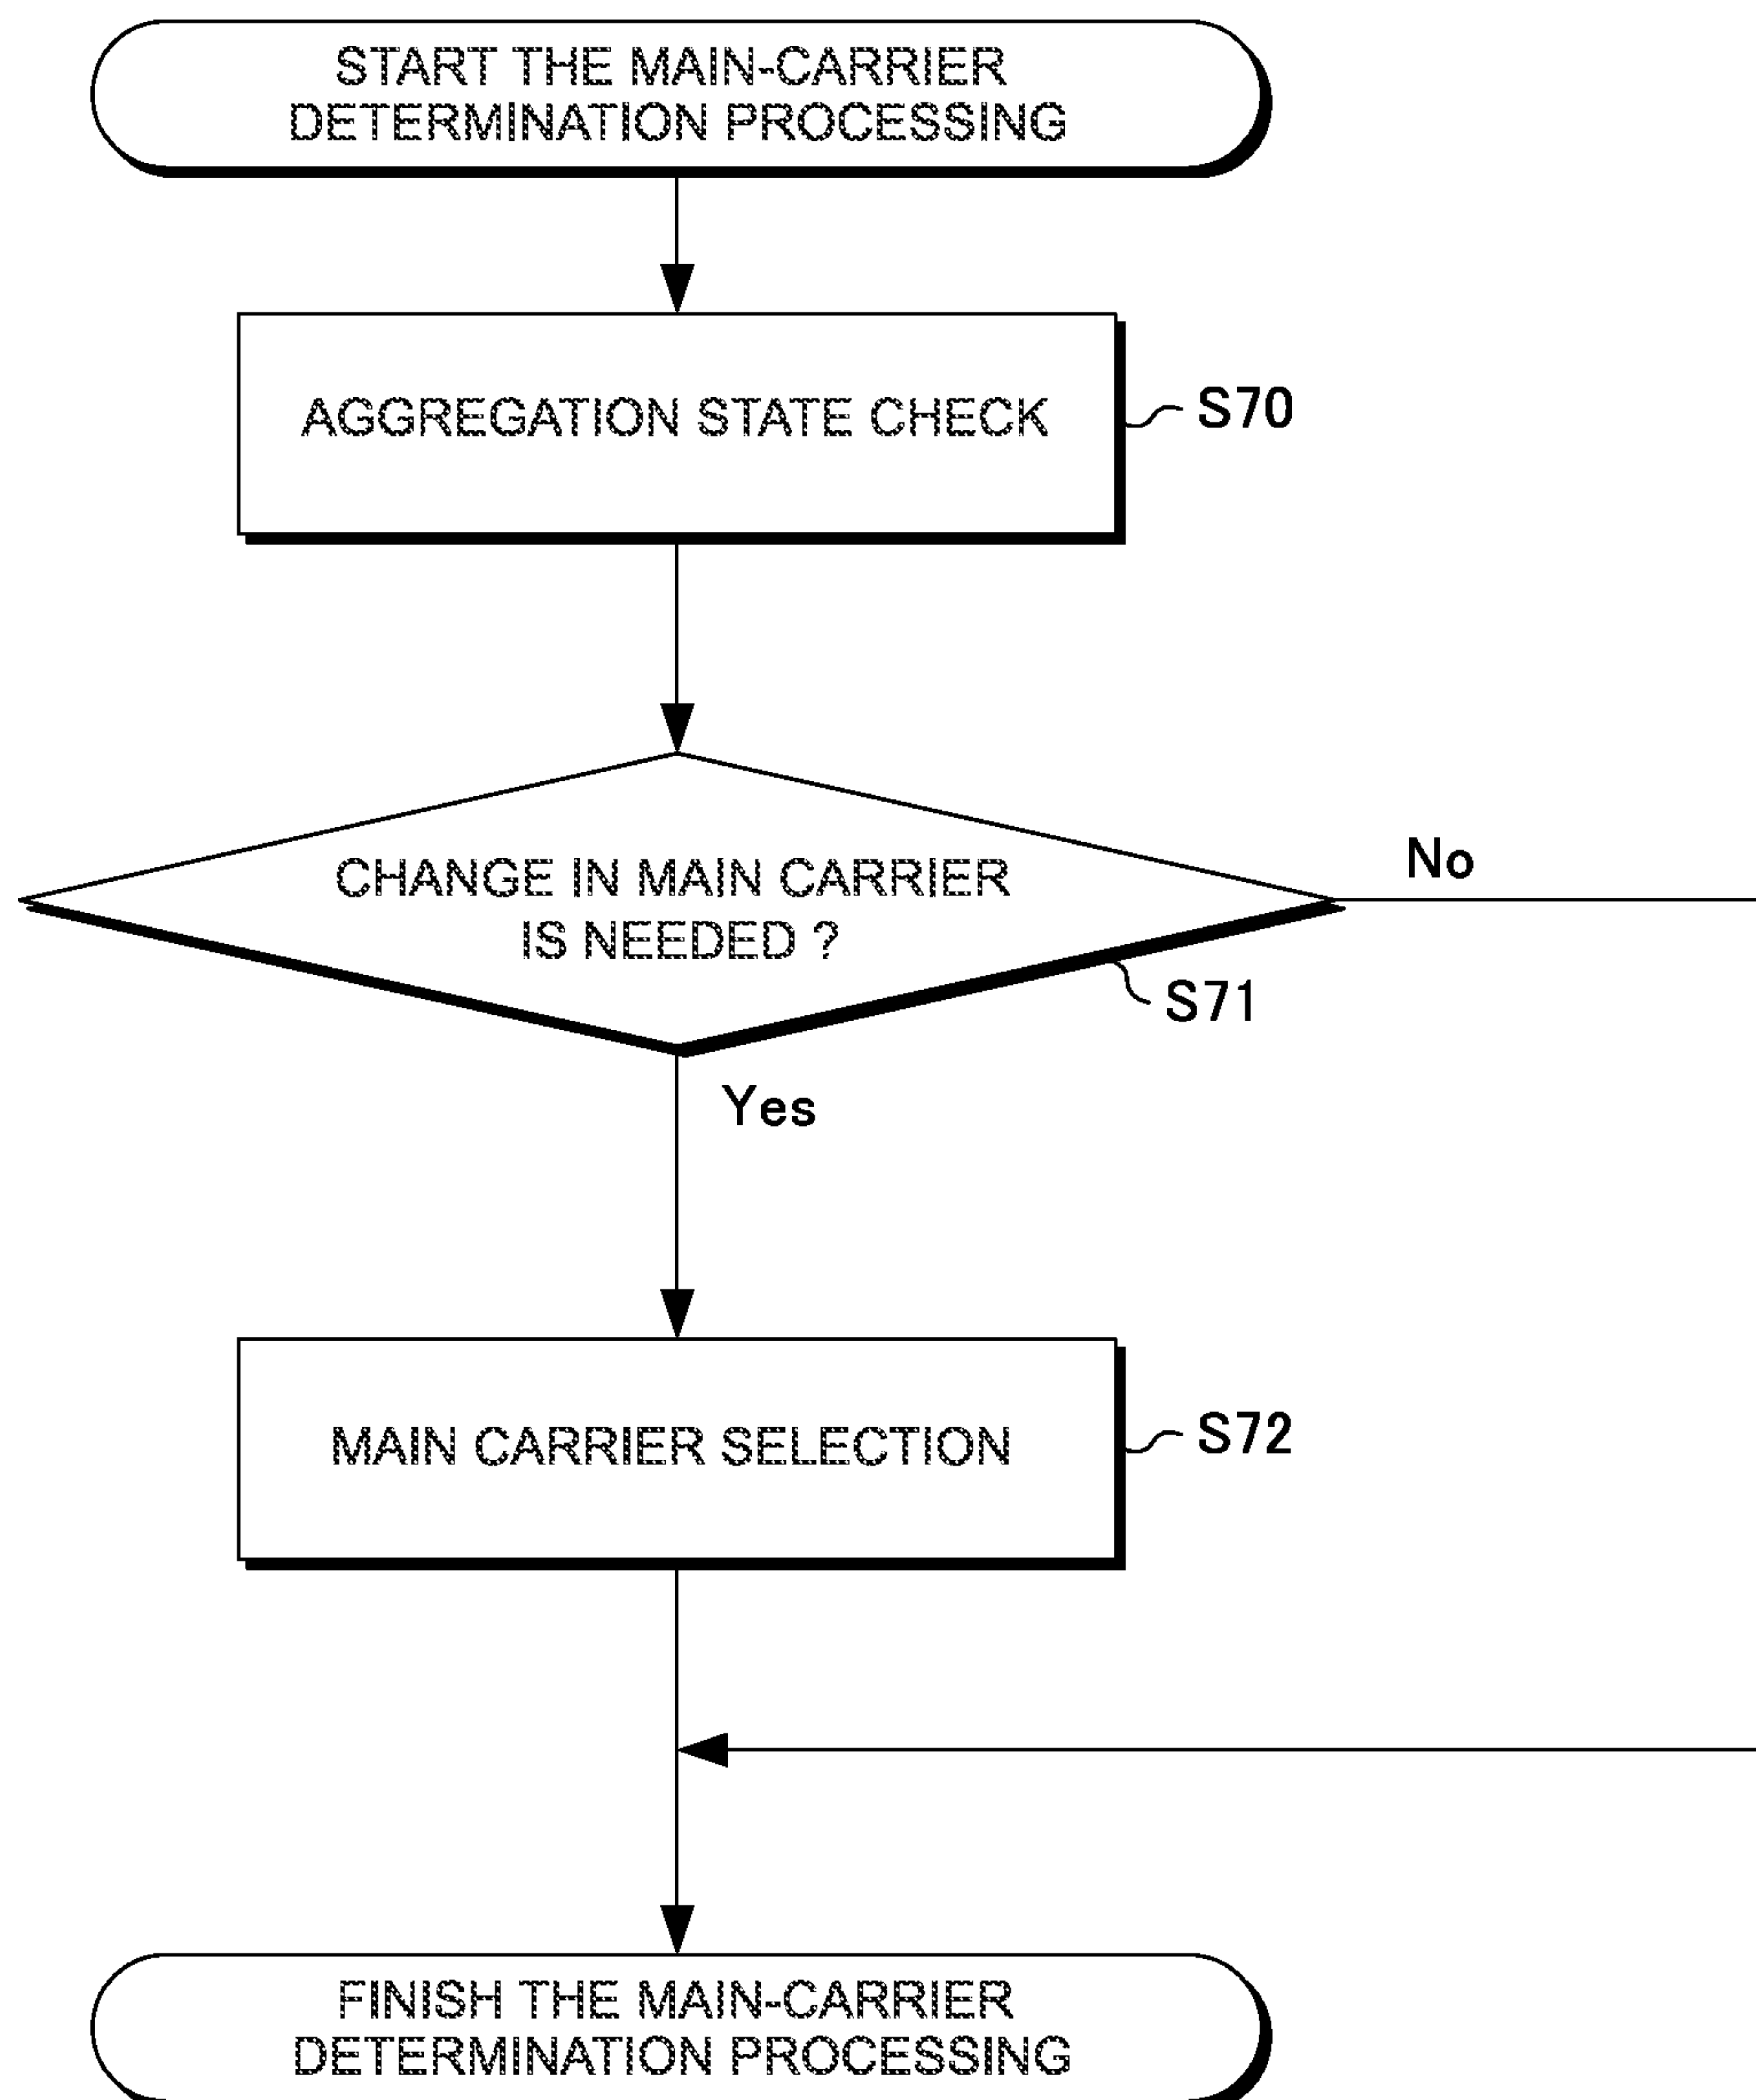 START THE MAIN-CARRIER
DETERMINATION PROCESSING
AGGREGATION STATE CHECK
S70
CHANGE IN MAIN CARRIER
IS NEEDED ?
No
S71
Yes
MAIN CARRIER SELECTION
S72
FINISH THE MAIN-CARRIER
DETERMINATION PROCESSING